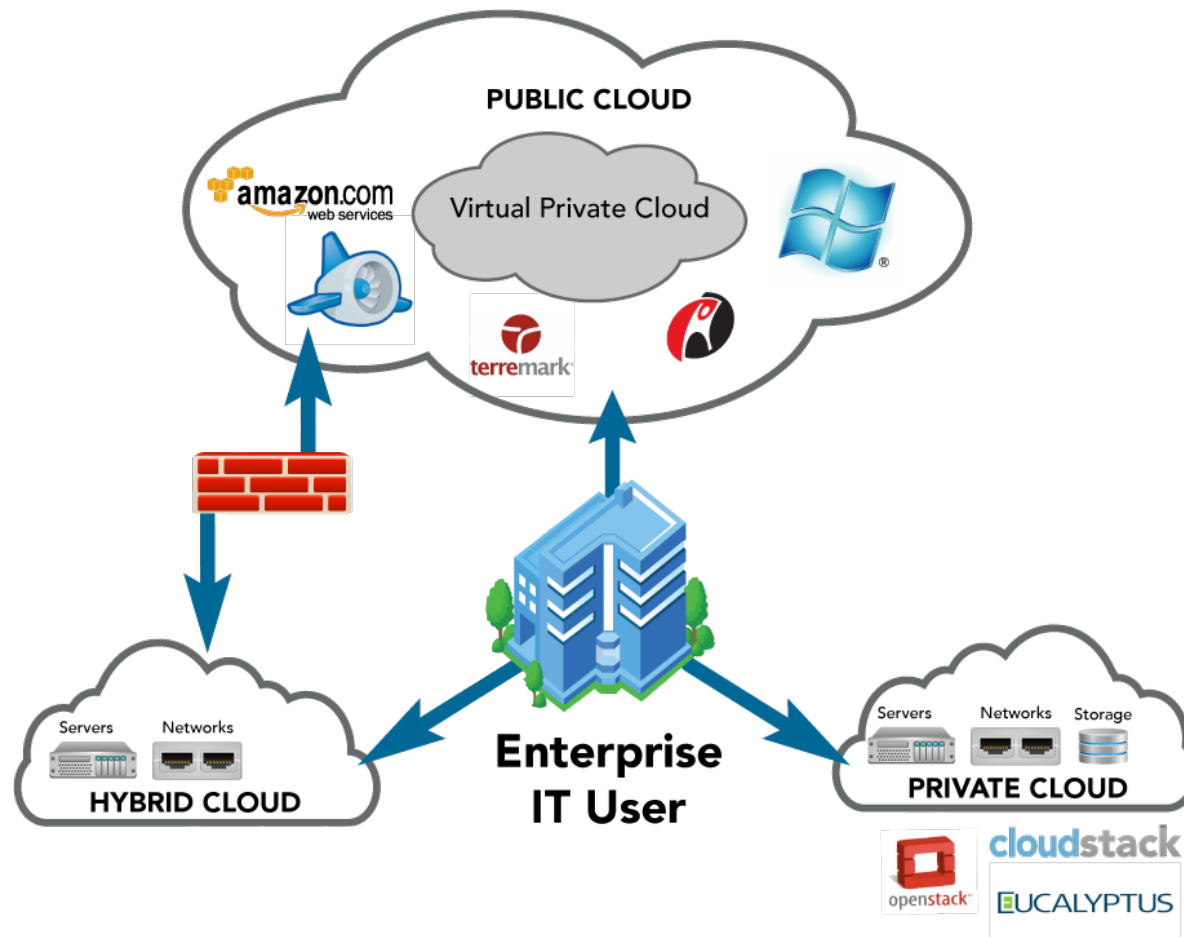 PUBLIC CLOUD
amazon.com
web services
Virtual Private Cloud
®
terremark
Servers
Networks
HYBRID CLOUD
Enterprise
IT User
Servers
Networks
Storage
PRIVATE CLOUD
openstack™
cloudstack
EUCALYPTUS